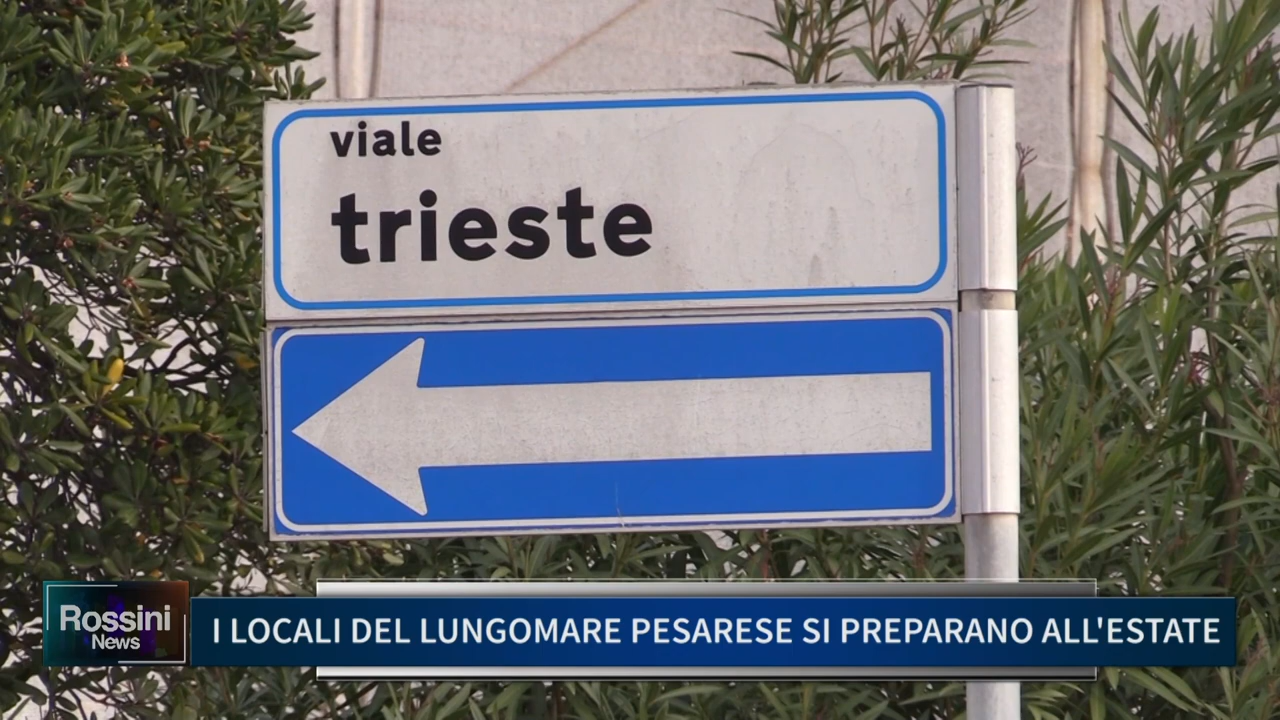 viale
trieste
Rossini
News
I LOCALI DEL LUNGOMARE PESARESE SI PREPARANO ALL'ESTATE